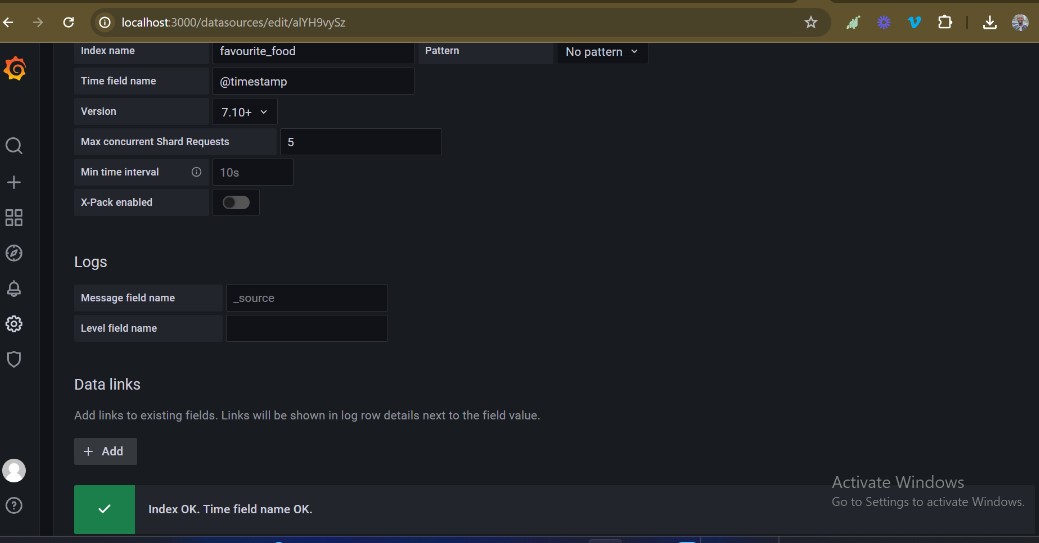 localhost:3000/datasources/edit/alYH9vySz
Index name favourite_food Pattern No pattern
Time field name @timestamp
Version 7.10+
Max concurrent Shard Requests 5
Min time interval 10s
X-Pack enabled
Logs
Message field name _source
Level field name
Data links
Add links to existing fields. Links will be shown in log row details next to the field value.
+ Add
Activate Windows
Go to Settings to activate Windows.
Index OK. Time field name OK.